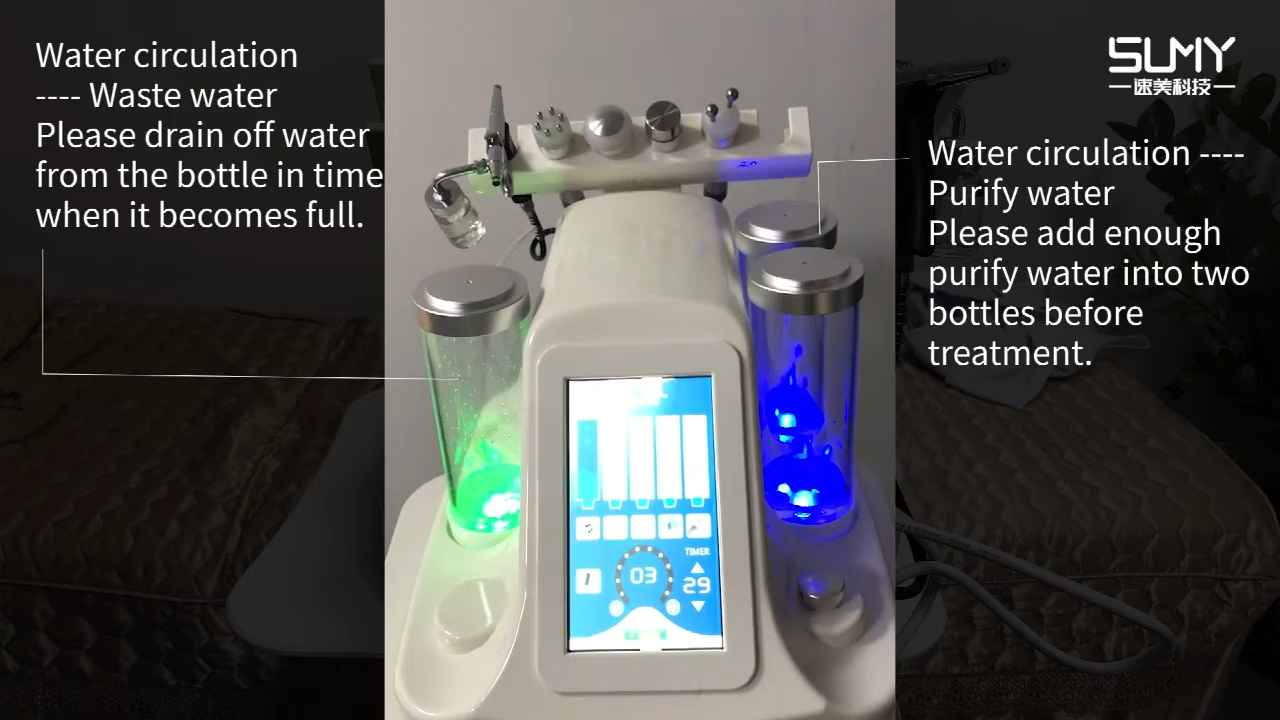 Water circulation
---- Waste water
Please drain off water
from the bottle in time
when it becomes full.
SUMY
速美科技
Water circulation ----
Purify water
Please add enough
purify water into two
bottles before
treatment.
TIMER
03
29